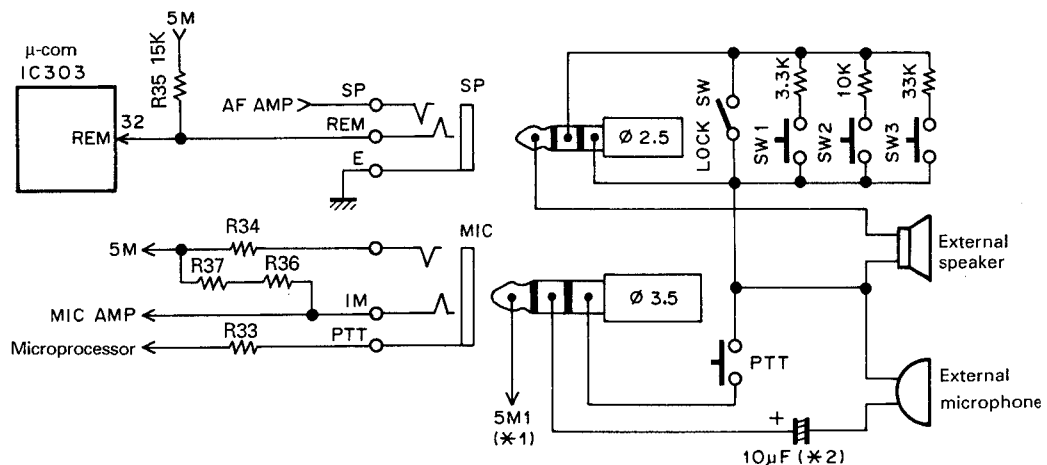 5M
μ-com
IC303
R35 15K
REM
32
AF AMP
SP
REM
E
SP
Ø 2.5
LOCK SW
3.3K
SW1
10K
SW2
33K
SW3
External
speaker
5M
R34
R37
R36
MIC AMP
IM
Microprocessor
R33
PTT
MIC
Ø 3.5
5M1
(*1)
PTT
+
10μF (*2)
External
microphone